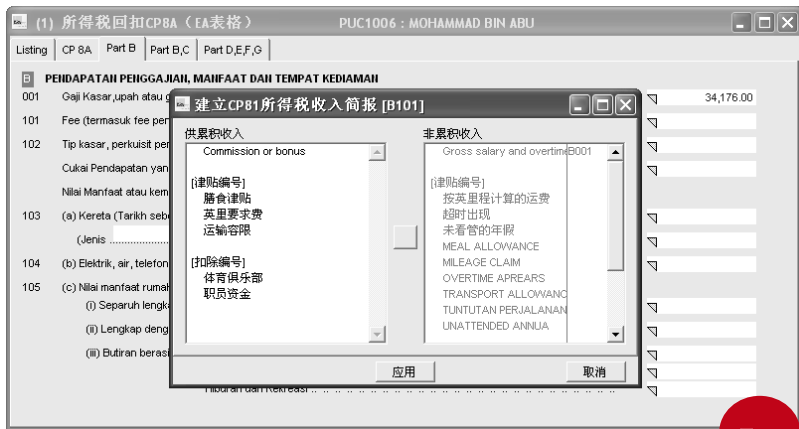 (1) 所得税回扣CP8A (EA表格) PUC1006 : MOHAMMAD BIN ABU
Listing CP 8A Part B Part B,C Part D,E,F,G
B PENDAPATAN PENGGAJIAN, MANFAAT DAN TEMPAT KEDIAMAN
001 Gaji Kasar,upah atau 34,176.00
101 Fee (termasuk fee
102 Tip kasar, perkuisit
Cukai Pendapatan
Nilai Manfaat atau
103 (a) Kereta (Tarikh
(Jenis
104 (b) Elektrik, air, telefon
105 (c) Nilai manfaat
(i) Separuh
(ii) Lengkap
(iii) Butiran
Hiburan dan Rekreasi
建立CP81所得税收入简报 [B101]
供累积收入
Commission or bonus
[津贴编号]
膳食津贴
英里要求费
运输容限
[扣除编号]
体育俱乐部
职员资金
非累积收入
Gross salary and overtime B001
[津贴编号]
按英里程计算的运费
超时出现
未看管的年假
MEAL ALLOWANCE
MILEAGE CLAIM
OVERTIME APREARS
TRANSPORT ALLOWANC
TUNTUTAN PERJALANAN
UNATTENDED ANNUA
应用 取消